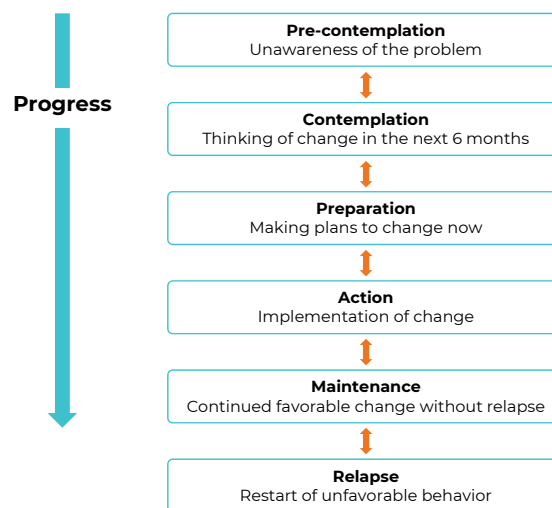 Progress
Pre-contemplation
Unawareness of the problem
Contemplation
Thinking of change in the next 6 months
Preparation
Making plans to change now
Action
Implementation of change
Maintenance
Continued favorable change without relapse
Relapse
Restart of unfavorable behavior